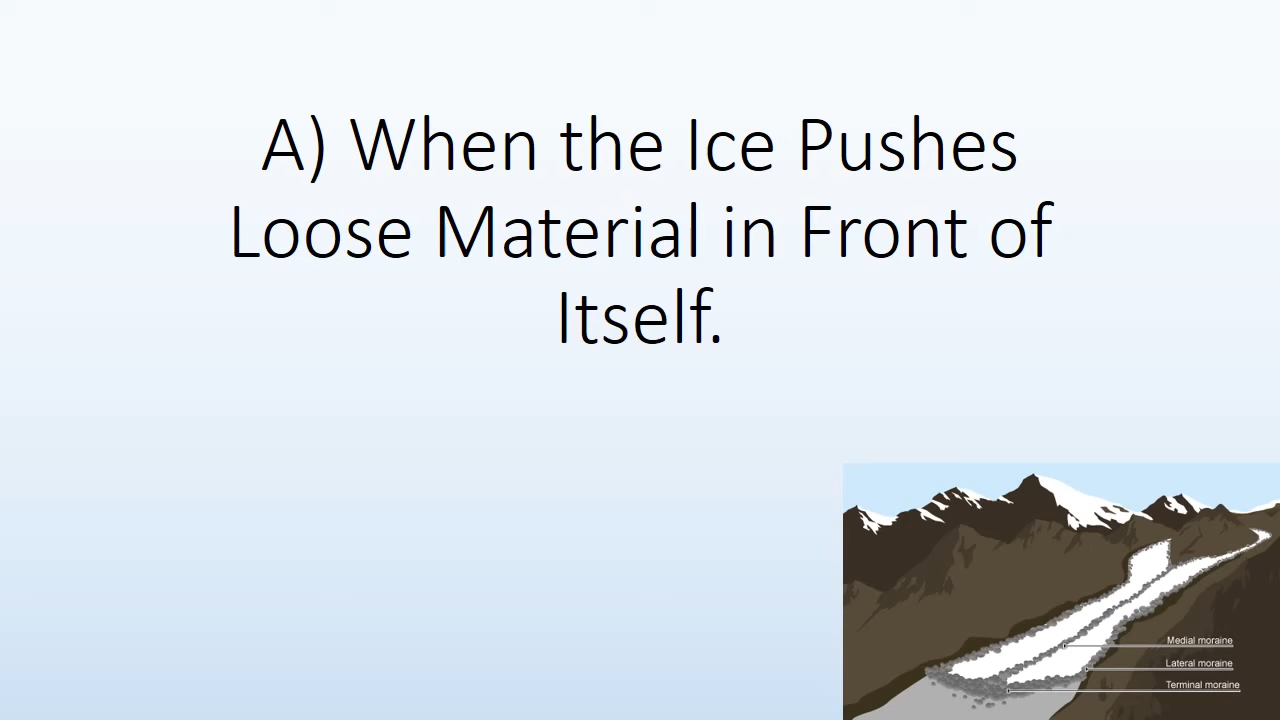 A) When the Ice Pushes
Loose Material in Front of
Itself.
Medial moraine
Lateral moraine
Terminal moraine